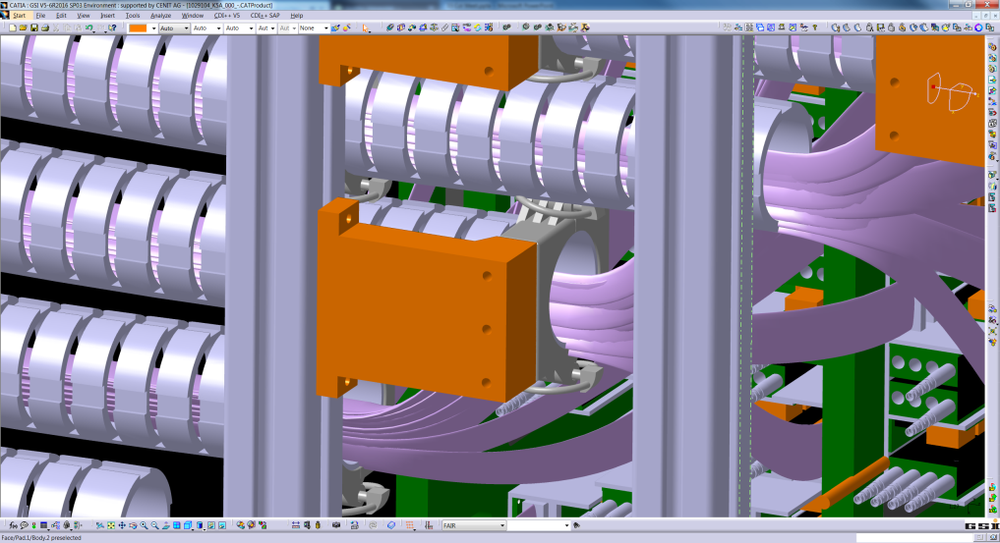 CATIA : GSI V5-6R2016 SP03 Environment : supported by CENIT AG - [1029104_KSA_000_-.CATProduct]
Start File Edit View Insert Tools Analyze Window CDI++ V5 CDI++ SAP Help
Auto Auto Auto Aut Aut None
FAIR
GSI
Face/Pad.1/Body.2 preselected